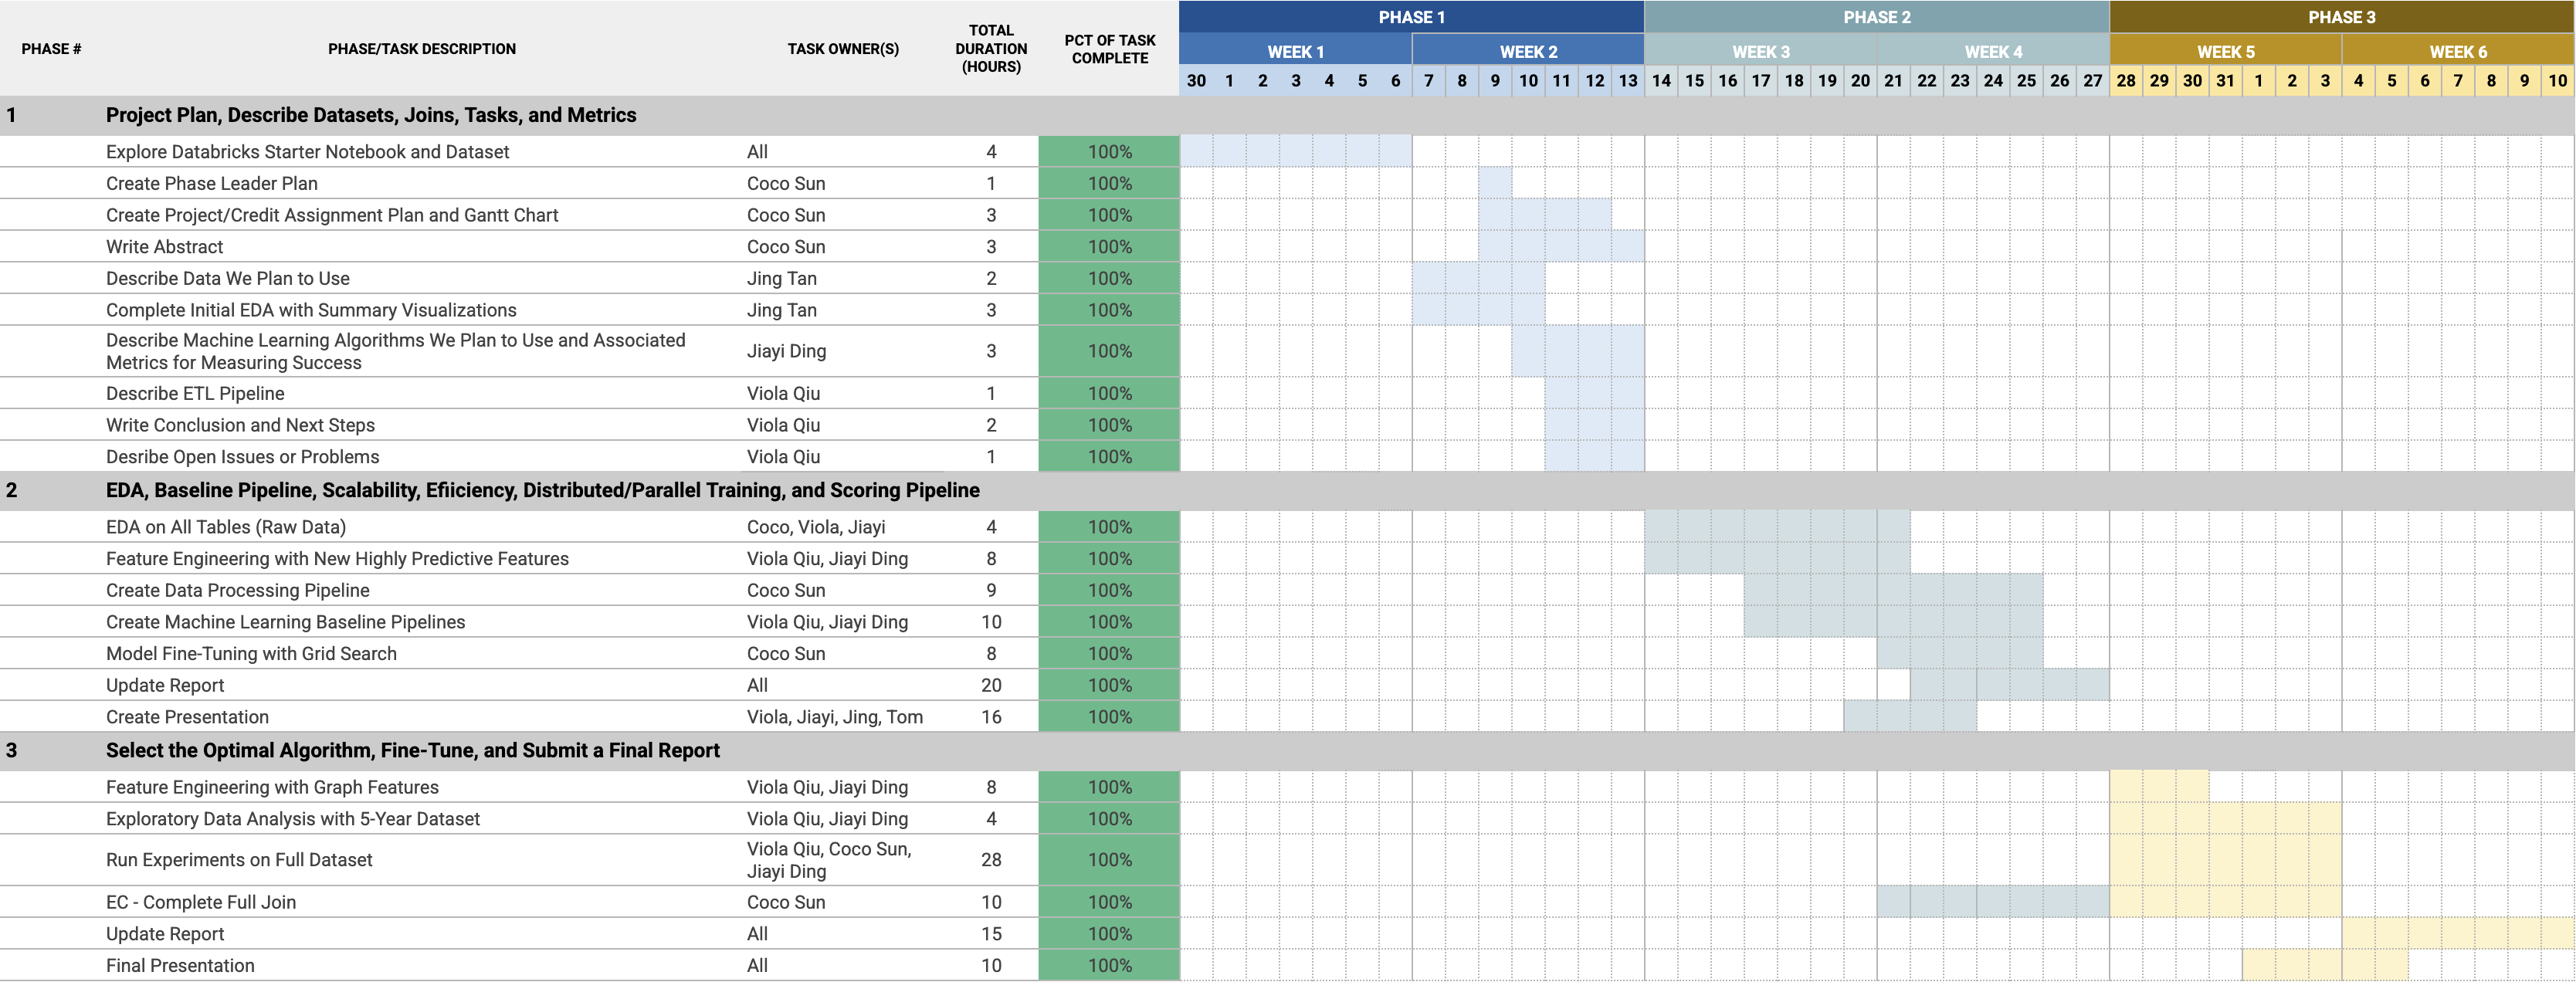 PHASE #
PHASE/TASK DESCRIPTION
TASK OWNER(S)
TOTAL
DURATION
(HOURS)
PCT OF TASK
COMPLETE
PHASE 1 PHASE 2 PHASE 3
WEEK 1 WEEK 2 WEEK 3 WEEK 4 WEEK 5 WEEK 6
30 1 2 3 4 5 6 7 8 9 10 11 12 13 14 15 16 17 18 19 20 21 22 23 24 25 26 27 28 29 30 31 1 2 3 4 5 6 7 8 9 10
1 Project Plan, Describe Datasets, Joins, Tasks, and Metrics
Explore Databricks Starter Notebook and Dataset All 4 100%
Create Phase Leader Plan Coco Sun 1 100%
Create Project/Credit Assignment Plan and Gantt Chart Coco Sun 3 100%
Write Abstract Coco Sun 3 100%
Describe Data We Plan to Use Jing Tan 2 100%
Complete Initial EDA with Summary Visualizations Jing Tan 3 100%
Describe Machine Learning Algorithms We Plan to Use and Associated
Metrics for Measuring Success Jiayi Ding 3 100%
Describe ETL Pipeline Viola Qiu 1 100%
Write Conclusion and Next Steps Viola Qiu 2 100%
Desribe Open Issues or Problems Viola Qiu 1 100%
2 EDA, Baseline Pipeline, Scalability, Efiiciency, Distributed/Parallel Training, and Scoring Pipeline
EDA on All Tables (Raw Data) Coco, Viola, Jiayi 4 100%
Feature Engineering with New Highly Predictive Features Viola Qiu, Jiayi Ding 8 100%
Create Data Processing Pipeline Coco Sun 9 100%
Create Machine Learning Baseline Pipelines Viola Qiu, Jiayi Ding 10 100%
Model Fine-Tuning with Grid Search Coco Sun 8 100%
Update Report All 20 100%
Create Presentation Viola, Jiayi, Jing, Tom 16 100%
3 Select the Optimal Algorithm, Fine-Tune, and Submit a Final Report
Feature Engineering with Graph Features Viola Qiu, Jiayi Ding 8 100%
Exploratory Data Analysis with 5-Year Dataset Viola Qiu, Jiayi Ding 4 100%
Run Experiments on Full Dataset Viola Qiu, Coco Sun,
Jiayi Ding 28 100%
EC - Complete Full Join Coco Sun 10 100%
Update Report All 15 100%
Final Presentation All 10 100%